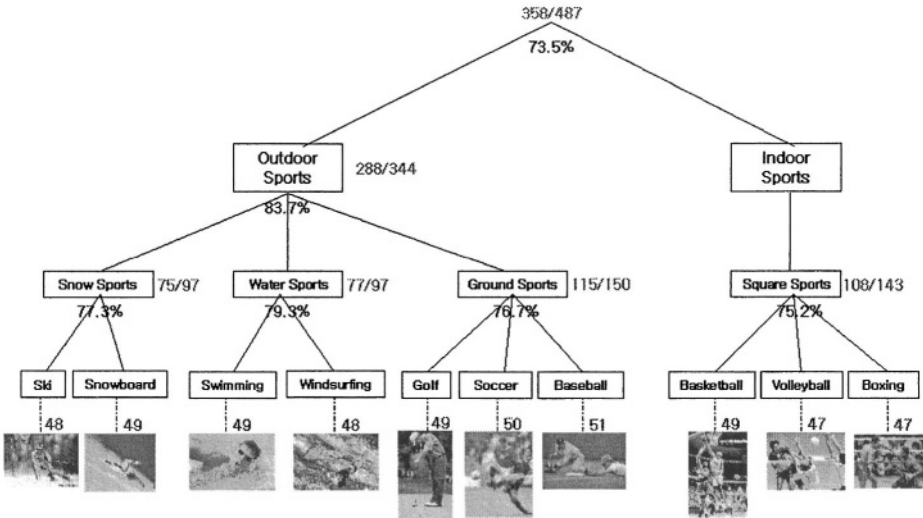 358/487
73.5%
Outdoor
Sports
288/344
Indoor
Sports
83.7%
Snow Sports 75/97
Water Sports 77/97
Ground Sports 115/150
Square Sports 108/143
77.3%
79.3%
76.7%
75.2%
Ski
Snowboard
Swimming
Windsurfing
Golf
Soccer
Baseball
Basketball
Volleyball
Boxing
48
49
49
48
49
50
51
49
47
47